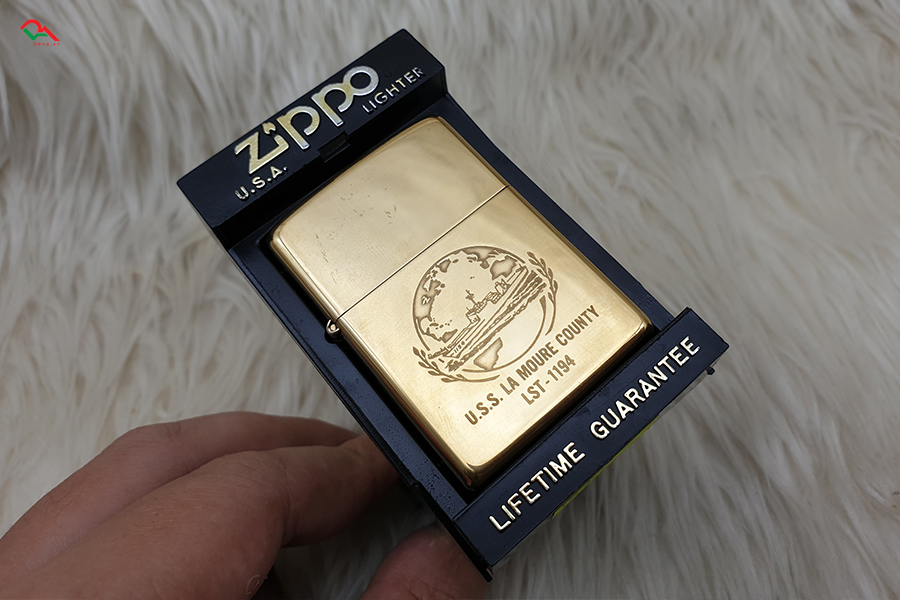 Zippo
LIGHTER
U.S.A.
U.S.S. LA MOURE COUNTY
LST-1194
LIFETIME GUARANTEE